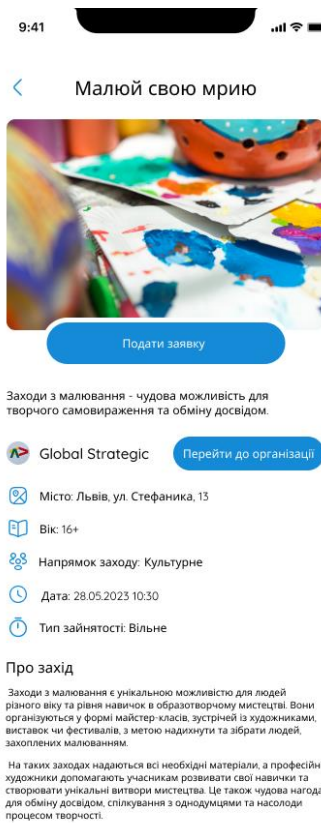 9:41
Малюй свою мрию
Подати заявку
Заходи з малювання - чудова можливість для
творчого самовираження та обміну досвідом.
Global Strategic
Перейти до організації
Місто: Львів, ул. Стефаника, 13
Вік: 16+
Напрямок заходу: Культурне
Дата: 28.05.2023 10:30
Тип зайнятості: Вільне
Про захід
Заходи з малювання є унікальною можливістю для людей
різного віку та рівня навичок в образотворчому мистецтві. Вони
організуються у формі майстер-класів, зустрічей із художниками,
виставок чи фестивалів, з метою надихнути та зібрати людей,
захоплених малюванням.
На таких заходах надаються всі необхідні матеріали, а професійн
художники допомагають учасникам розвивати свої навички та
створювати унікальні витвори мистецтва. Це також чудова нагода
для обміну досвідом, спілкування з однодумцями та насолоди
процесом творчості.